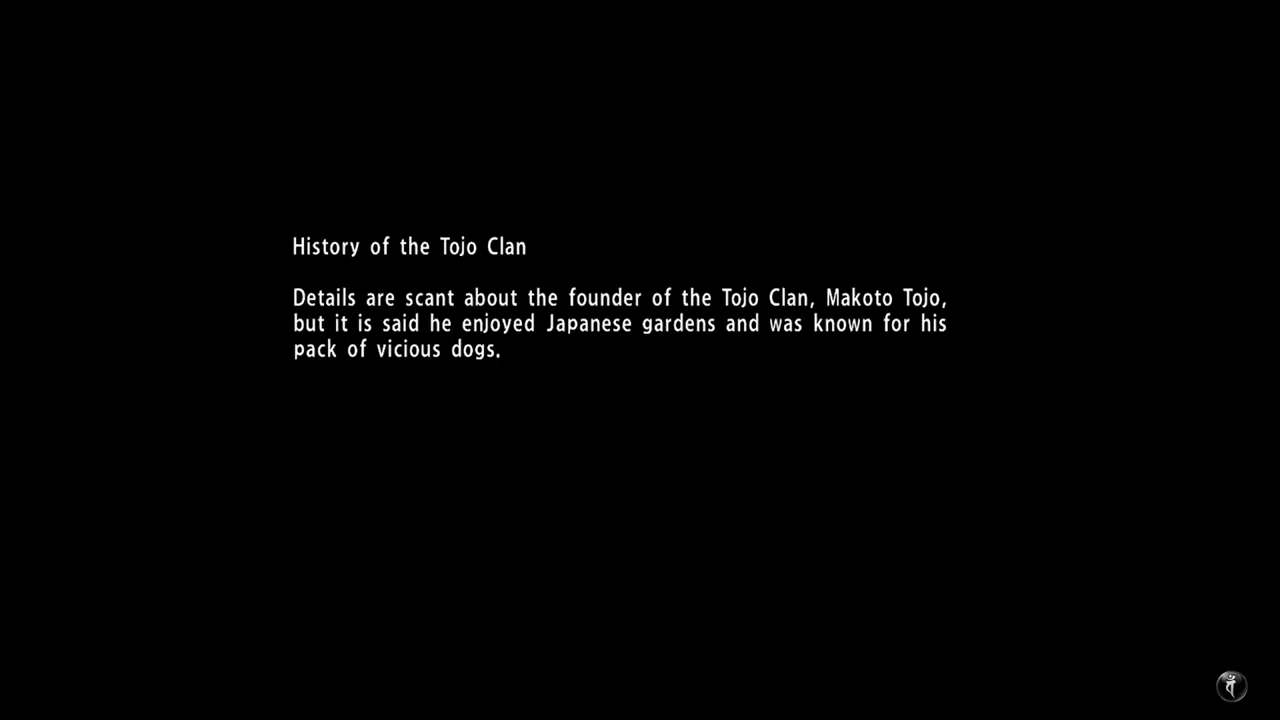 History of the Tojo Clan
Details are scant about the founder of the Tojo Clan, Makoto Tojo,
but it is said he enjoyed Japanese gardens and was known for his
pack of vicious dogs.